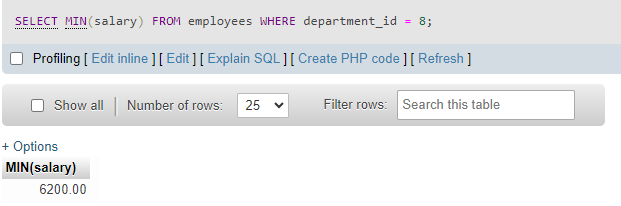 SELECT MIN(salary) FROM employees WHERE department_id = 8;
Profiling [ Edit inline ] [ Edit ] [ Explain SQL ] [ Create PHP code ] [ Refresh ]
Show all Number of rows: 25 Filter rows: Search this table
+ Options
MIN(salary)
6200.00